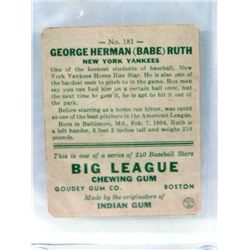 — No. 181 —
GEORGE HERMAN (BABE) RUTH
NEW YORK YANKEES
One of the keenest students of baseball, New
York Yankees Home Run Star. He is also one of the
hardest men to pitch to in the game. Both Big
men say you can fool him on a certain ball once, but
the next time he gets it, he is apt to knock it out of
the park.
Before starting as a home run hitter, was rated as
one of the best pitchers in the American League.
Born in Baltimore, Md., Feb. 7, 1894, Ruth is
a left hander, 6 feet 2 inches tall and weighs 210
pounds.
This is one of a series of 240 Baseball Stars
BIG LEAGUE
CHEWING GUM
GOUDEY GUM CO. BOSTON
Made by the originators of
INDIAN GUM